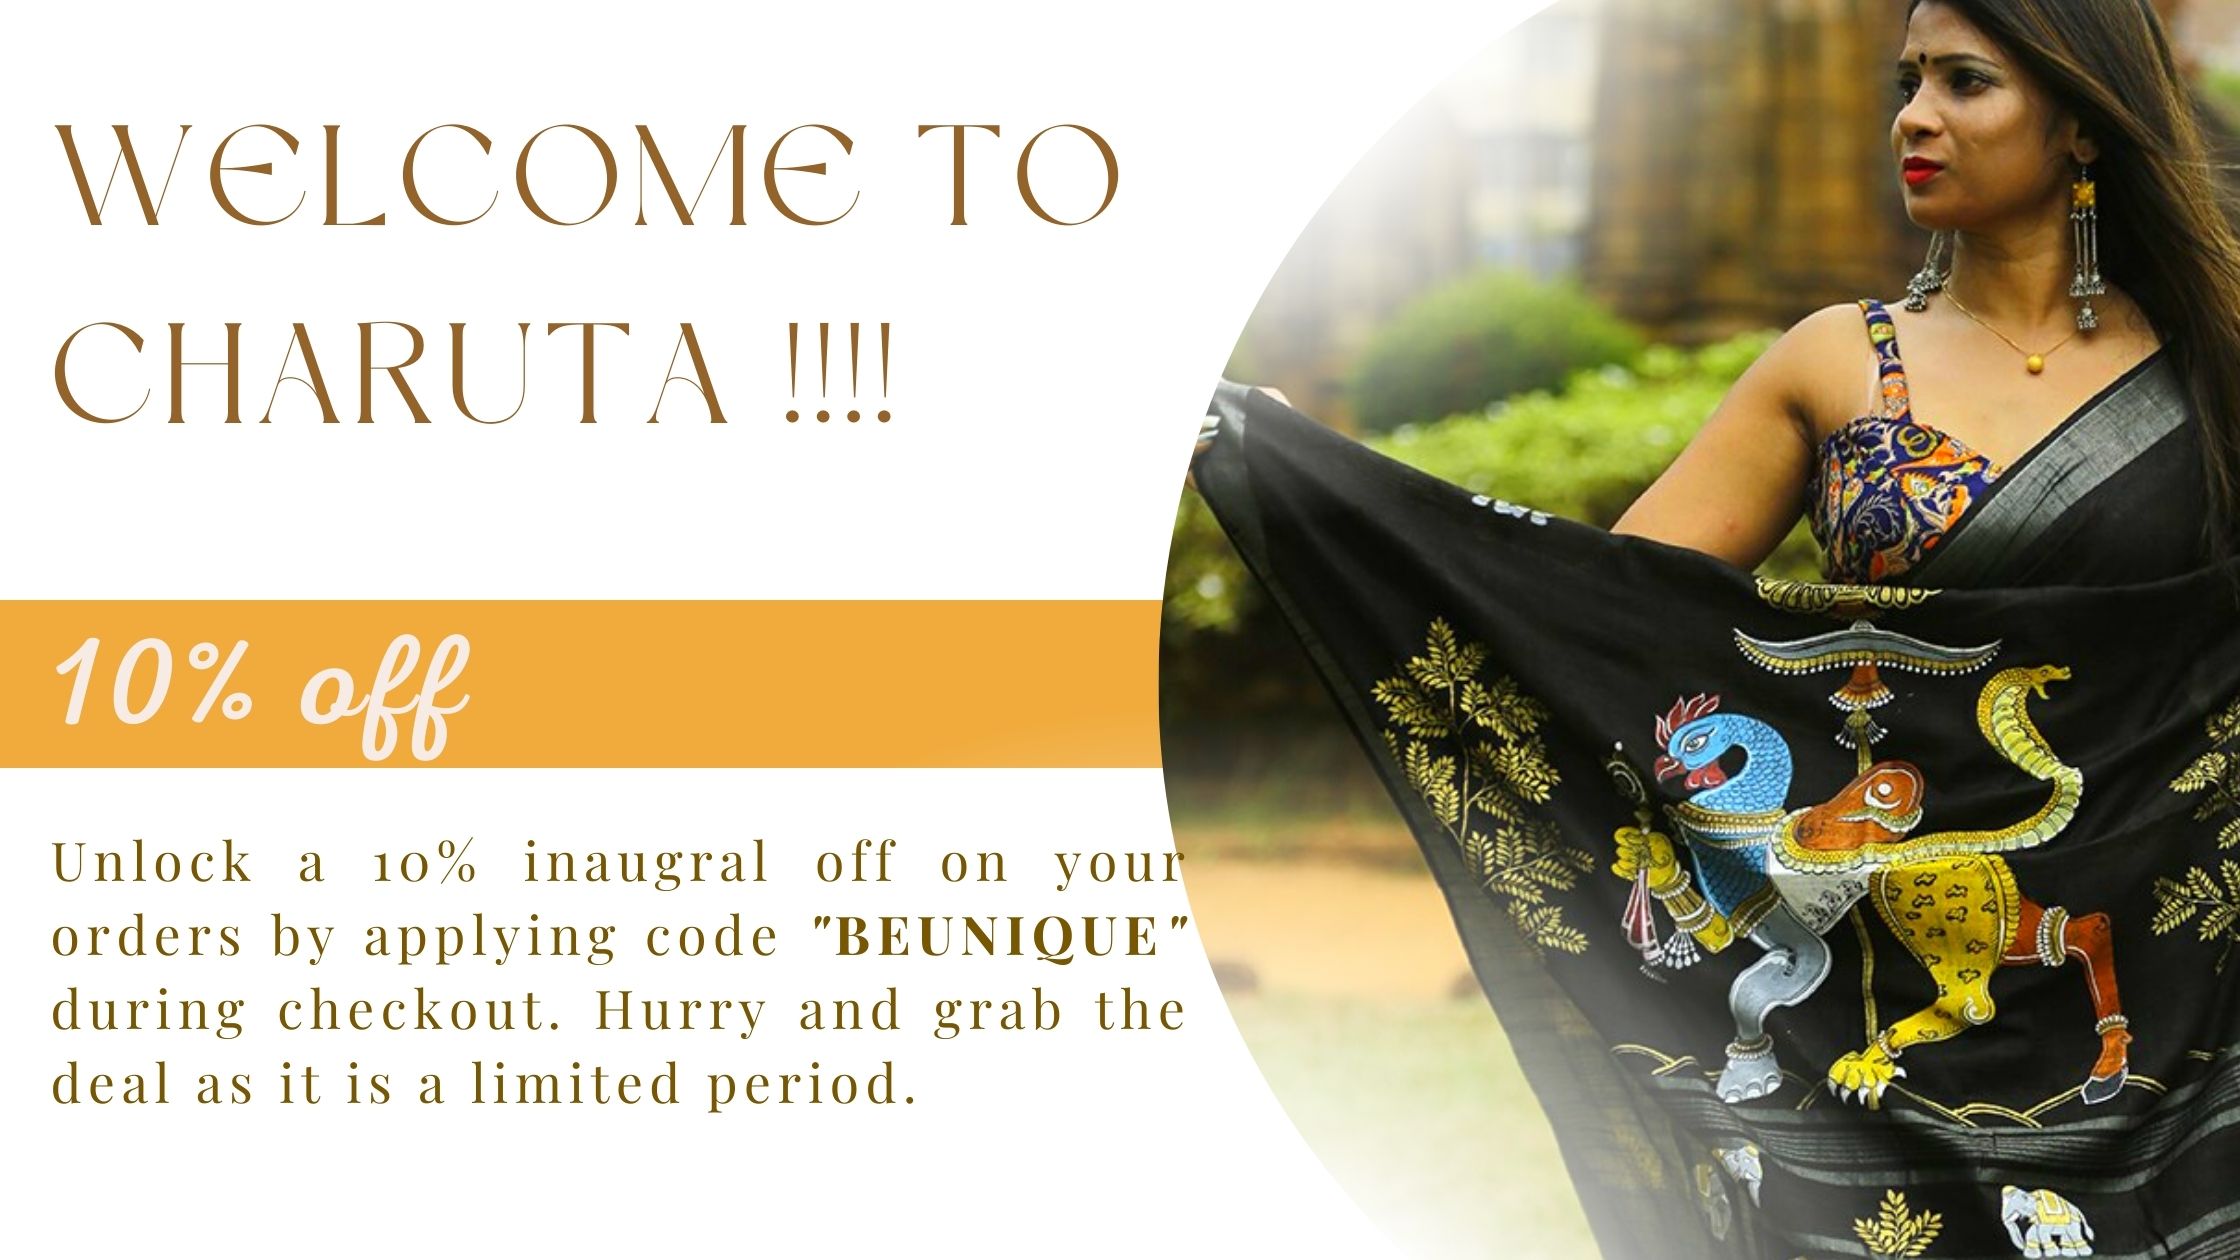 WELCOME TO
CHARUTA !!!!
10% off
Unlock a 10% inaugral off on your
orders by applying code "BEUNIQUE"
during checkout. Hurry and grab the
deal as it is a limited period.